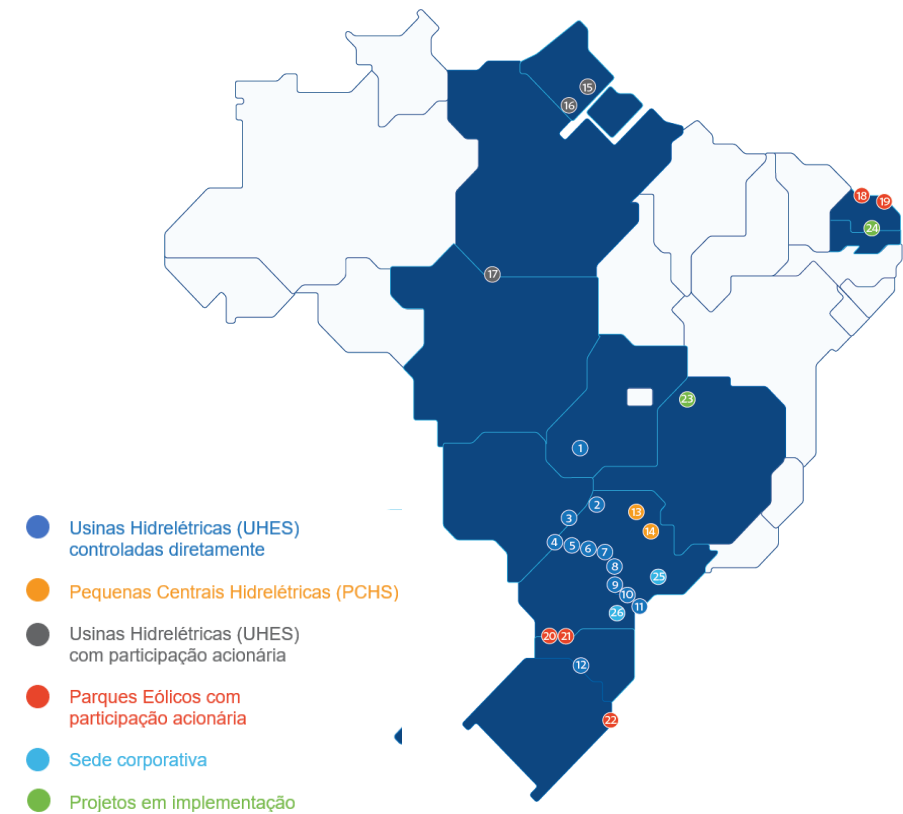 15
16
18
19
24
17
23
1
2
13
3
14
4
5
6
7
8
25
9
10
11
26
20
21
12
22
Usinas Hidrelétricas (UHES)
controladas diretamente
Pequenas Centrais Hidrelétricas (PCHS)
Usinas Hidrelétricas (UHES)
com participação acionária
Parques Eólicos com
participação acionária
Sede corporativa
Projetos em implementação